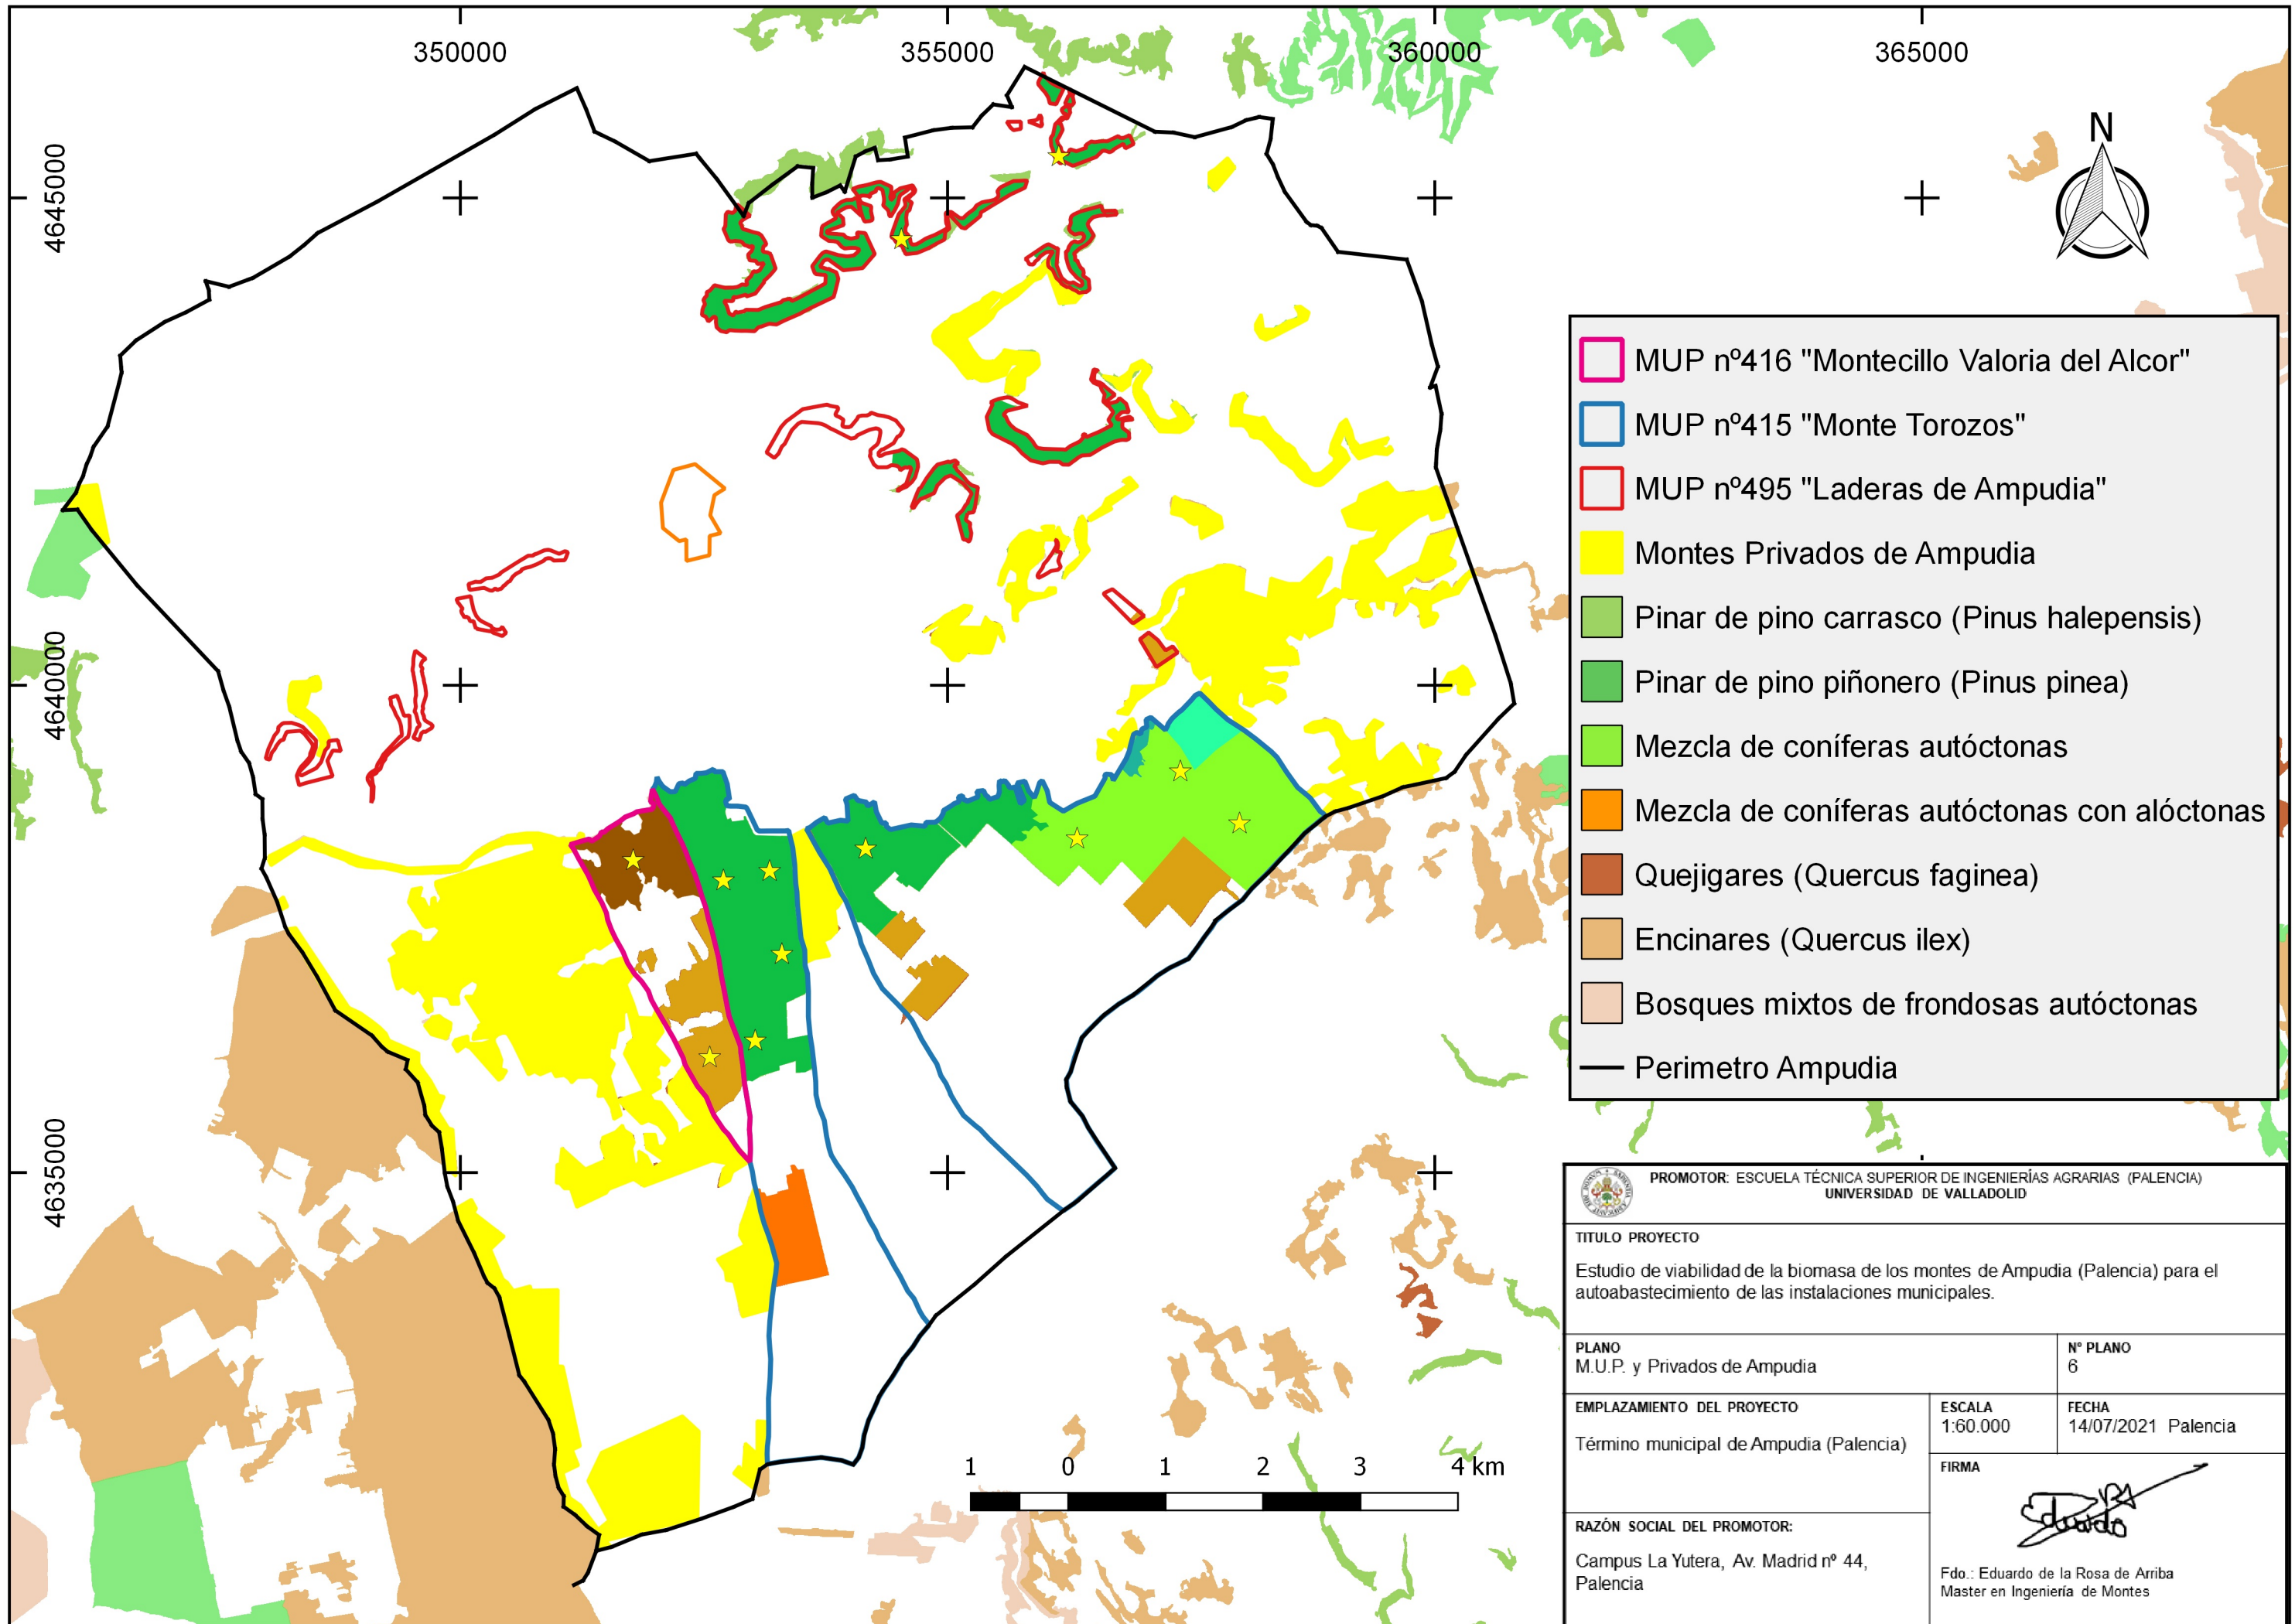 350000
355000
360000
365000
4645000
4640000
4635000
N
MUP nº416 "Montecillo Valoria del Alcor"
MUP nº415 "Monte Torozos"
MUP nº495 "Laderas de Ampudia"
Montes Privados de Ampudia
Pinar de pino carrasco (Pinus halepensis)
Pinar de pino piñonero (Pinus pinea)
Mezcla de coníferas autóctonas
Mezcla de coníferas autóctonas con alóctonas
Quejigares (Quercus faginea)
Encinares (Quercus ilex)
Bosques mixtos de frondosas autóctonas
Perimetro Ampudia
1 0 1 2 3 4 km
PROMOTOR: ESCUELA TÉCNICA SUPERIOR DE INGENIERÍAS AGRARIAS (PALENCIA)
UNIVERSIDAD DE VALLADOLID
TITULO PROYECTO
Estudio de viabilidad de la biomasa de los montes de Ampudia (Palencia) para el
autoabastecimiento de las instalaciones municipales.
PLANO
M.U.P. y Privados de Ampudia
Nº PLANO
6
EMPLAZAMIENTO DEL PROYECTO
Término municipal de Ampudia (Palencia)
ESCALA
1:60.000
FECHA
14/07/2021 Palencia
RAZÓN SOCIAL DEL PROMOTOR:
Campus La Yutera, Av. Madrid nº 44,
Palencia
FIRMA
Eduardo
Fdo.: Eduardo de la Rosa de Arriba
Master en Ingeniería de Montes